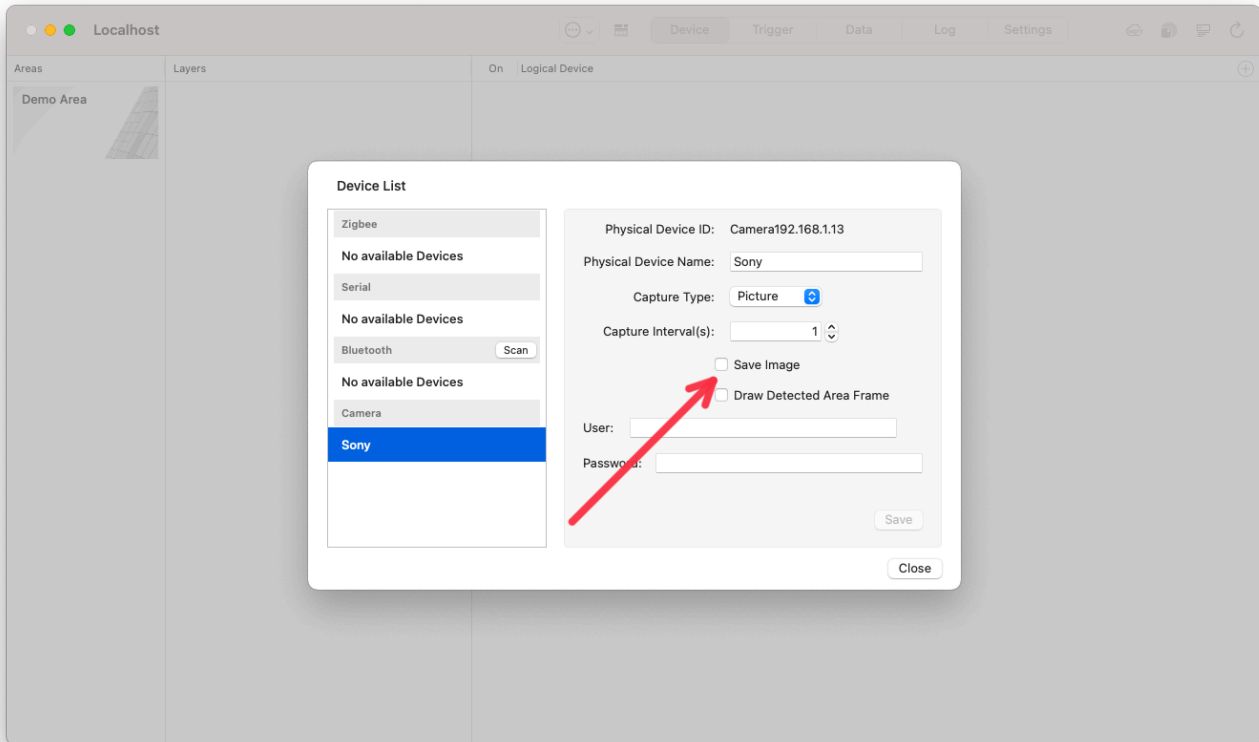 Localhost
Device Trigger Data Log Settings
Areas Layers On Logical Device
Demo Area
Device List
Zigbee
No available Devices
Serial
No available Devices
Bluetooth Scan
No available Devices
Camera
Sony
Physical Device ID: Camera192.168.1.13
Physical Device Name: Sony
Capture Type: Picture
Capture Interval(s): 1
Save Image
Draw Detected Area Frame
User:
Password:
Save
Close